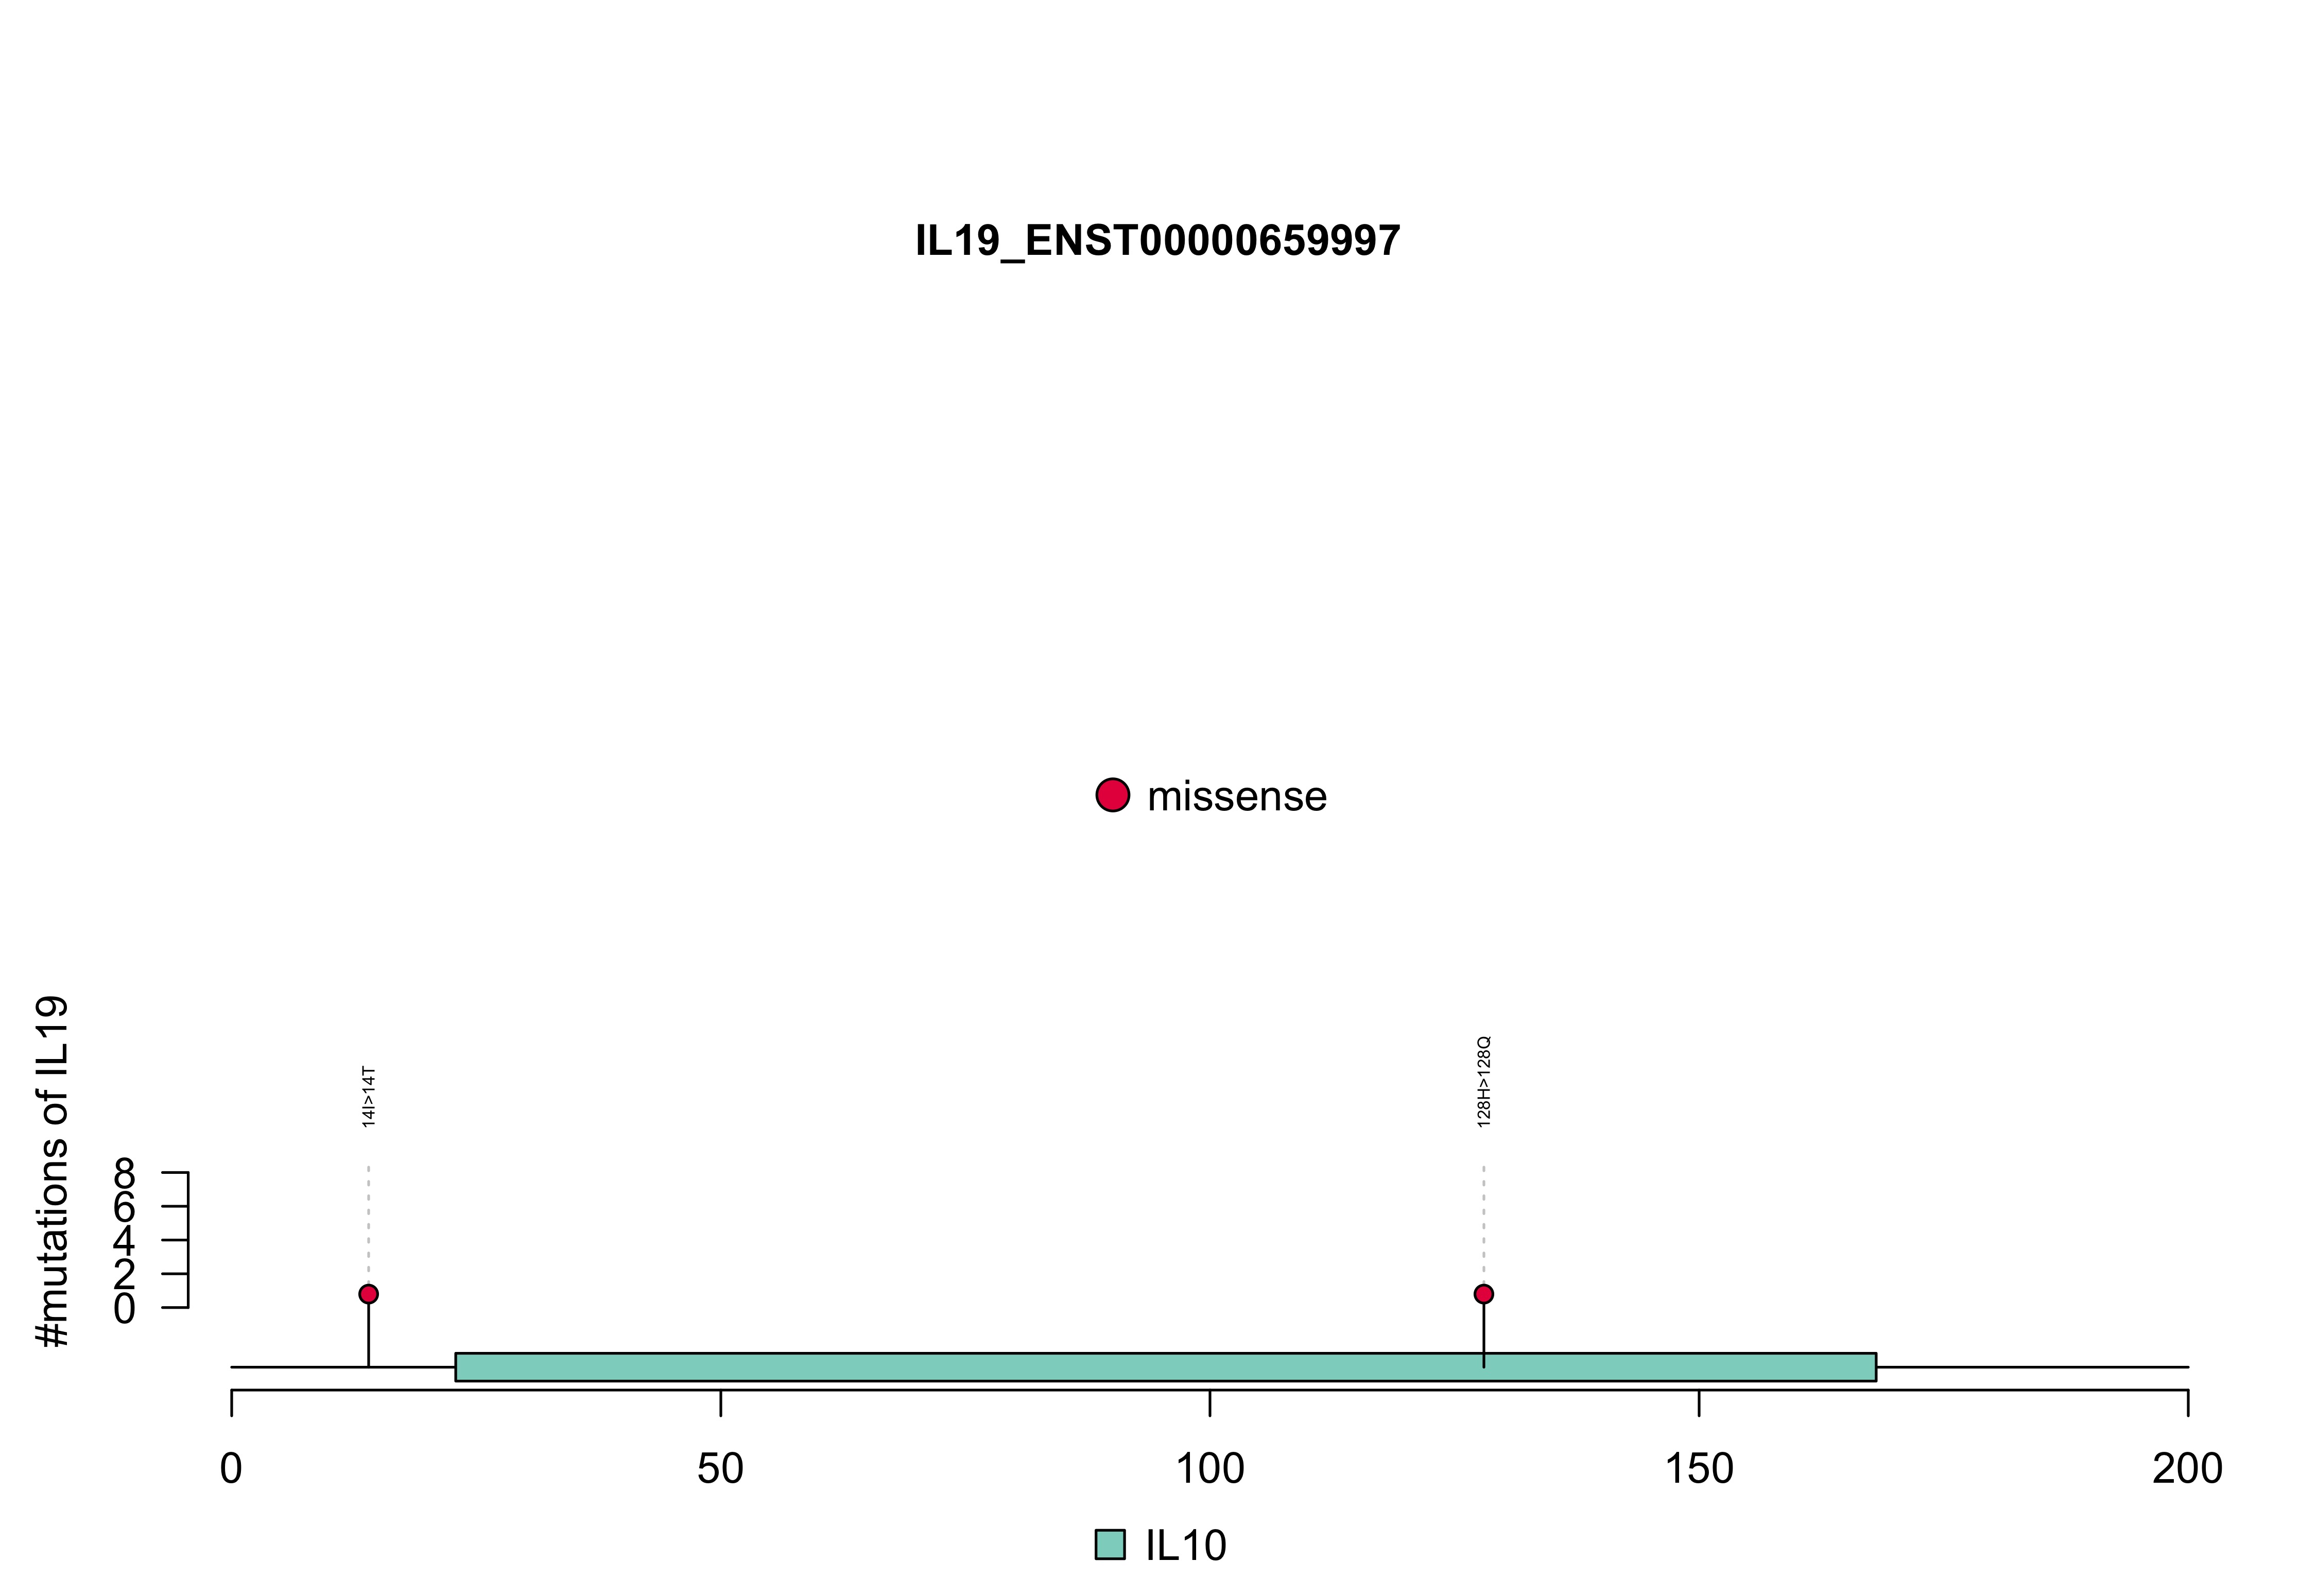 IL19_ENST00000659997
missense
#mutations of IL19
14I>14T
128H>128Q
8
6
4
2
0
0 50 100 150 200
IL10